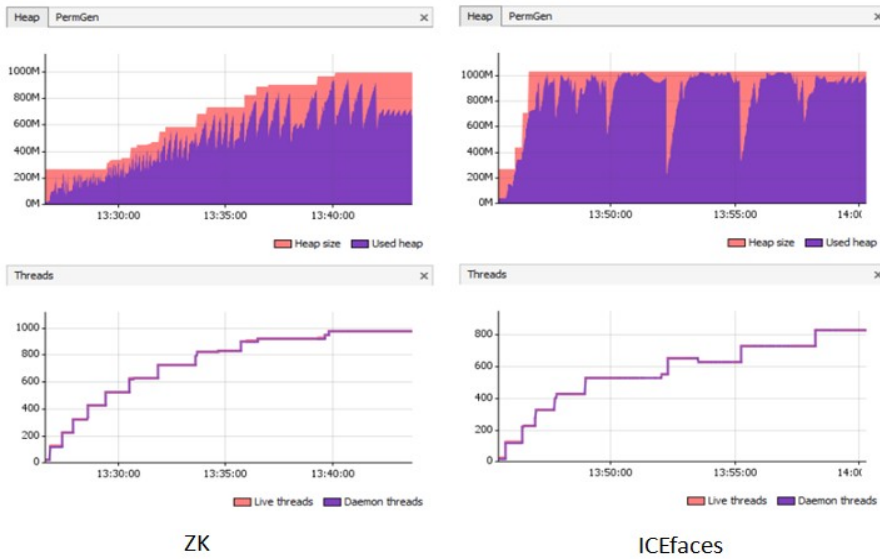 Heap PermGen ×
1000M
800M
600M
400M
200M
0M
13:30:00 13:35:00 13:40:00
Heap size Used heap
Heap PermGen ×
1000M
800M
600M
400M
200M
0M
13:50:00 13:55:00 14:00
Heap size Used heap
Threads ×
1000
800
600
400
200
0
13:30:00 13:35:00 13:40:00
Live threads Daemon threads
Threads ×
800
600
400
200
0
13:50:00 13:55:00 14:00
Live threads Daemon threads
ZK
ICEfaces